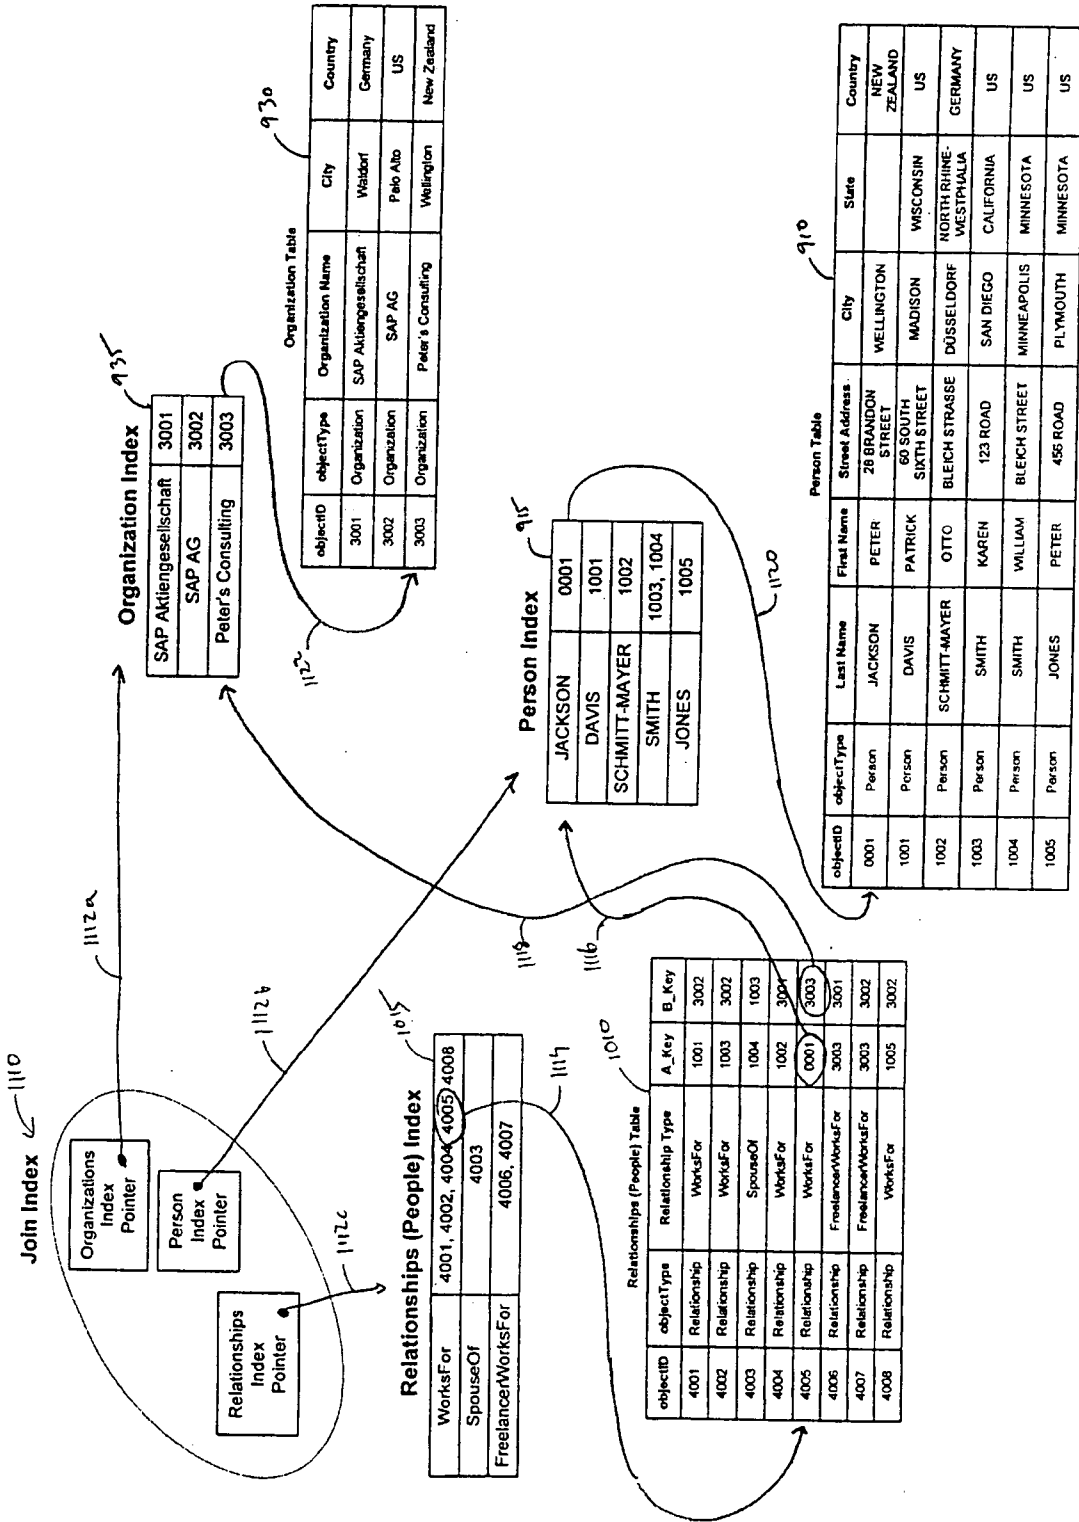 Join Index
1110
Organizations
Index
Pointer
Person
Index
Pointer
Relationships
Index
Pointer
1112a
1112b
1112c
Organization Index
935
SAP Aktiengesellschaft 3001
SAP AG 3002
Peter's Consulting 3003
1122
930
Organization Table
objectID objectType Organization Name City Country
3001 Organization SAP Aktiengesellschaft Waldorf Germany
3002 Organization SAP AG Palo Alto US
3003 Organization Peter's Consulting Wellington New Zealand
Relationships (People) Index
1015
WorksFor 4001, 4002, 4004, 4005, 4008
SpouseOf 4003
FreelancerWorksFor 4006, 4007
1114
1118
1116
Person Index
915
JACKSON 0001
DAVIS 1001
SCHMITT-MAYER 1002
SMITH 1003, 1004
JONES 1005
1120
Relationships (People) Table
1010
objectID objectType Relationship Type A_Key B_Key
4001 Relationship WorksFor 1001 3002
4002 Relationship WorksFor 1003 3002
4003 Relationship SpouseOf 1004 1003
4004 Relationship WorksFor 1002 3001
4005 Relationship WorksFor 0001 3003
4006 Relationship FreelancerWorksFor 3003 3001
4007 Relationship FreelancerWorksFor 3003 3002
4008 Relationship WorksFor 1005 3002
Person Table
910
objectID objectType Last Name First Name Street Address City State Country
0001 Person JACKSON PETER 28 BRANDON STREET WELLINGTON NEW ZEALAND
1001 Person DAVIS PATRICK 60 SOUTH SIXTH STREET MADISON WISCONSIN US
1002 Person SCHMITT-MAYER OTTO BLEICH STRASSE DÜSSELDORF NORTH RHINE-WESTPHALIA GERMANY
1003 Person SMITH KAREN 123 ROAD SAN DIEGO CALIFORNIA US
1004 Person SMITH WILLIAM BLEICH STREET MINNEAPOLIS MINNESOTA US
1005 Person JONES PETER 456 ROAD PLYMOUTH MINNESOTA US